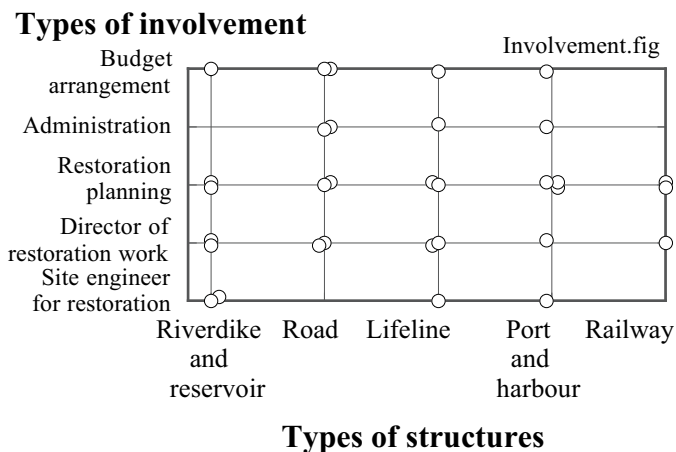 Types of involvement
Involvement.fig
Budget
arrangement
Administration
Restoration
planning
Director of
restoration work
Site engineer
for restoration
Riverdike
and
reservoir
Road
Lifeline
Port
and
harbour
Railway
Types of structures